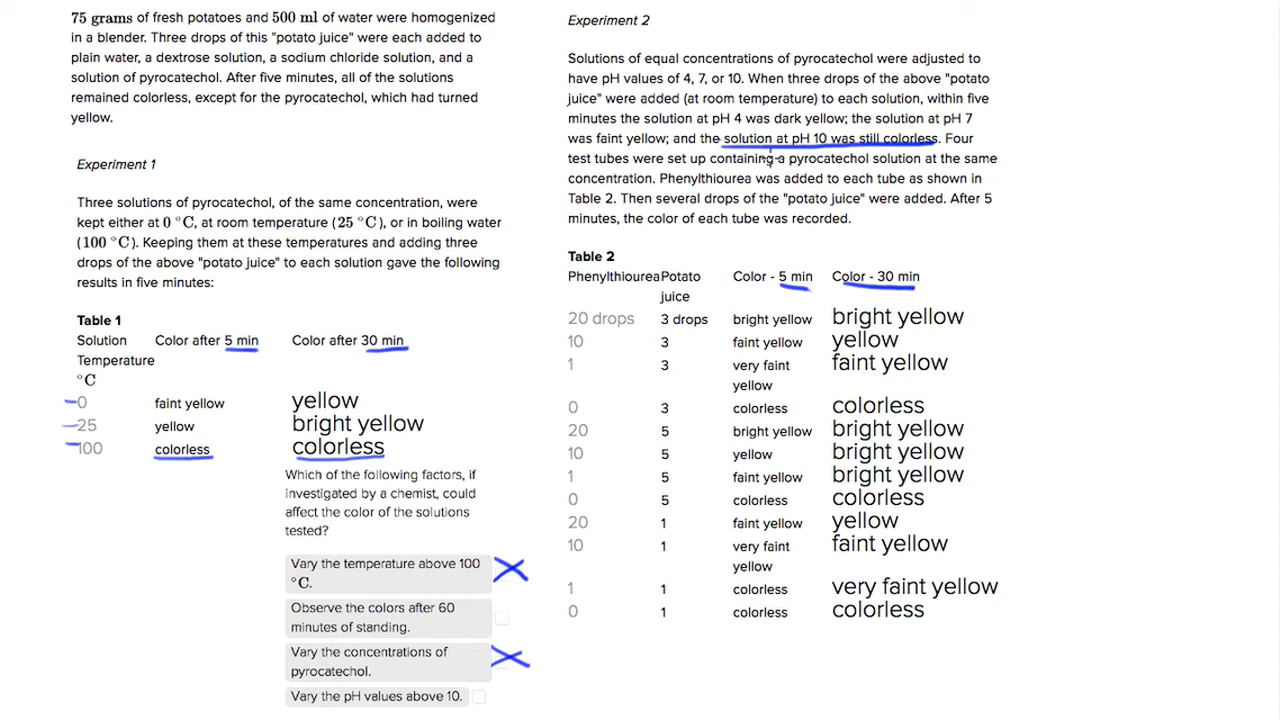 75 grams of fresh potatoes and 500 ml of water were homogenized
in a blender. Three drops of this "potato juice" were each added to
plain water, a dextrose solution, a sodium chloride solution, and a
solution of pyrocatechol. After five minutes, all of the solutions
remained colorless, except for the pyrocatechol, which had turned
yellow.
Experiment 1
Three solutions of pyrocatechol, of the same concentration, were
kept either at 0 °C, at room temperature (25 °C), or in boiling water
(100 °C). Keeping them at these temperatures and adding three
drops of the above "potato juice" to each solution gave the following
results in five minutes:
Table 1
Solution Color after 5 min Color after 30 min
Temperature
°C
0 faint yellow yellow
25 yellow bright yellow
100 colorless colorless
Which of the following factors, if
investigated by a chemist, could
affect the color of the solutions
tested?
Vary the temperature above 100
°C.
Observe the colors after 60
minutes of standing.
Vary the concentrations of
pyrocatechol.
Vary the pH values above 10.
Experiment 2
Solutions of equal concentrations of pyrocatechol were adjusted to
have pH values of 4, 7, or 10. When three drops of the above "potato
juice" were added (at room temperature) to each solution, within five
minutes the solution at pH 4 was dark yellow; the solution at pH 7
was faint yellow; and the solution at pH 10 was still colorless. Four
test tubes were set up containing a pyrocatechol solution at the same
concentration. Phenylthiourea was added to each tube as shown in
Table 2. Then several drops of the "potato juice" were added. After 5
minutes, the color of each tube was recorded.
Table 2
Phenylthiourea Potato Color - 5 min Color - 30 min
juice
20 drops 3 drops bright yellow bright yellow
10 3 faint yellow yellow
1 3 very faint faint yellow
yellow
0 3 colorless colorless
20 5 bright yellow bright yellow
10 5 yellow bright yellow
1 5 faint yellow bright yellow
0 5 colorless colorless
20 1 faint yellow yellow
10 1 very faint faint yellow
yellow
1 1 colorless very faint yellow
0 1 colorless colorless